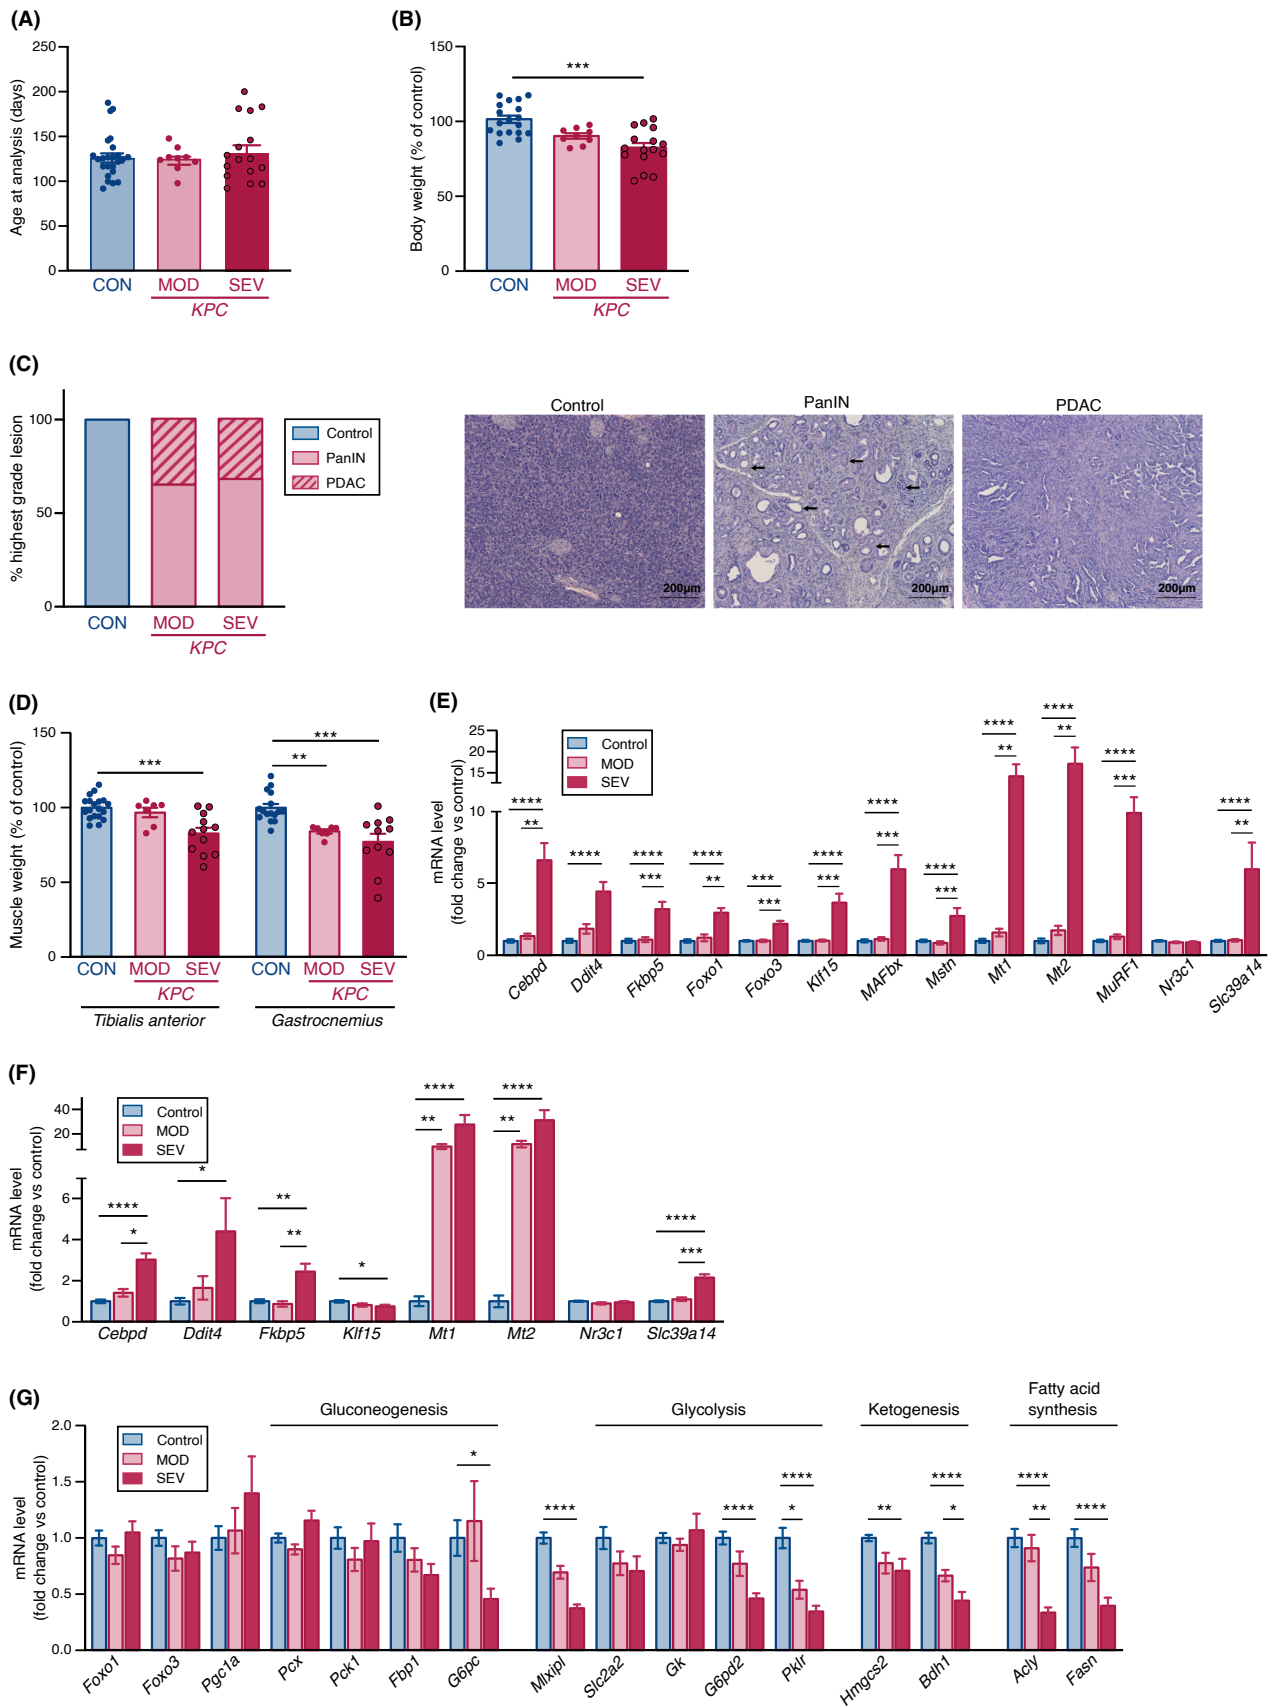 (A)
Age at analysis (days)
250
200
150
100
50
0
CON
MOD
SEV
KPC
(B)
Body weight (% of control)
150
100
50
0
***
CON
MOD
SEV
KPC
(C)
% highest grade lesion
100
50
0
CON
MOD
SEV
KPC
Control
PanIN
PDAC
Control
PanIN
PDAC
200µm
200µm
200µm
(D)
Muscle weight (% of control)
150
100
50
0
***
**
***
CON
MOD
SEV
CON
MOD
SEV
KPC
KPC
Tibialis anterior
Gastrocnemius
(E)
mRNA level
(fold change vs control)
25
20
15
10
5
0
Control
MOD
SEV
****
**
****
****
***
****
**
***
***
****
***
****
***
****
***
****
**
****
**
****
***
****
**
Cebpd
Ddit4
Fkbp5
Foxo1
Foxo3
Klf15
MAFbx
Mstn
Mt1
Mt2
MuRF1
Nr3c1
Slc39a14
(F)
mRNA level
(fold change vs control)
40
20
6
4
2
0
Control
MOD
SEV
****
*
*
**
**
*
****
**
****
**
****
***
Cebpd
Ddit4
Fkbp5
Klf15
Mt1
Mt2
Nr3c1
Slc39a14
(G)
mRNA level
(fold change vs control)
2.0
1.5
1.0
0.5
0.0
Control
MOD
SEV
Gluconeogenesis
Glycolysis
Ketogenesis
Fatty acid
synthesis
*
****
****
****
*
**
****
*
****
**
****
Foxo1
Foxo3
Pgc1a
Pcx
Pck1
Fbp1
G6pc
Mlxipl
Slc2a2
Gk
G6pd2
Pklr
Hmgcs2
Bdh1
Acly
Fasn